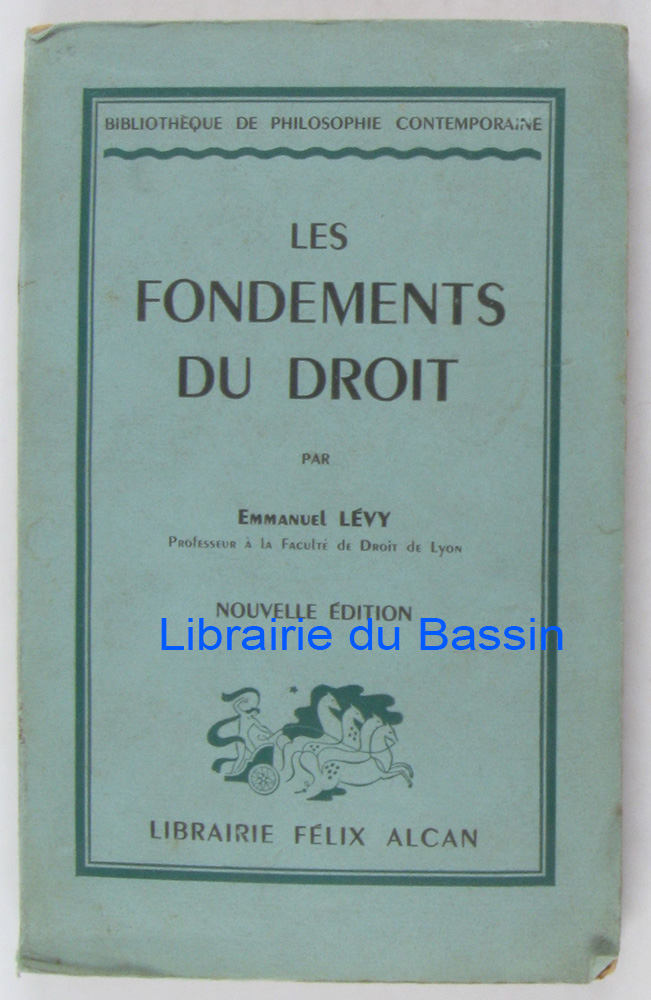 BIBLIOTHÈQUE DE PHILOSOPHIE CONTEMPORAINE
LES
FONDEMENTS
DU DROIT
PAR
EMMANUEL LÉVY
PROFESSEUR À LA FACULTÉ DE DROIT DE LYON
NOUVELLE ÉDITION
Librairie du Bassin
LIBRAIRIE FÉLIX ALCAN